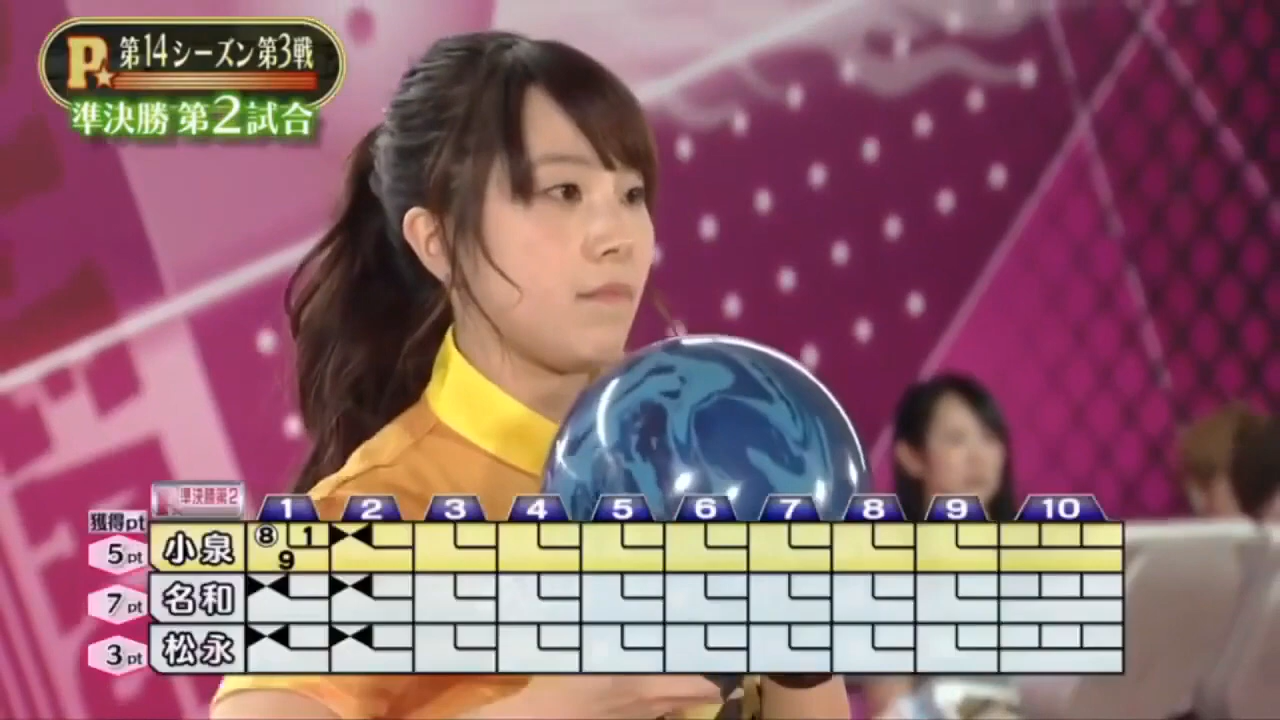 P★ 第14シーズン第3戦
準決勝 第2試合
準決勝第2 1 2 3 4 5 6 7 8 9 10
獲得pt
5pt 小泉 ⑧ 1
9
7pt 名和
3pt 松永